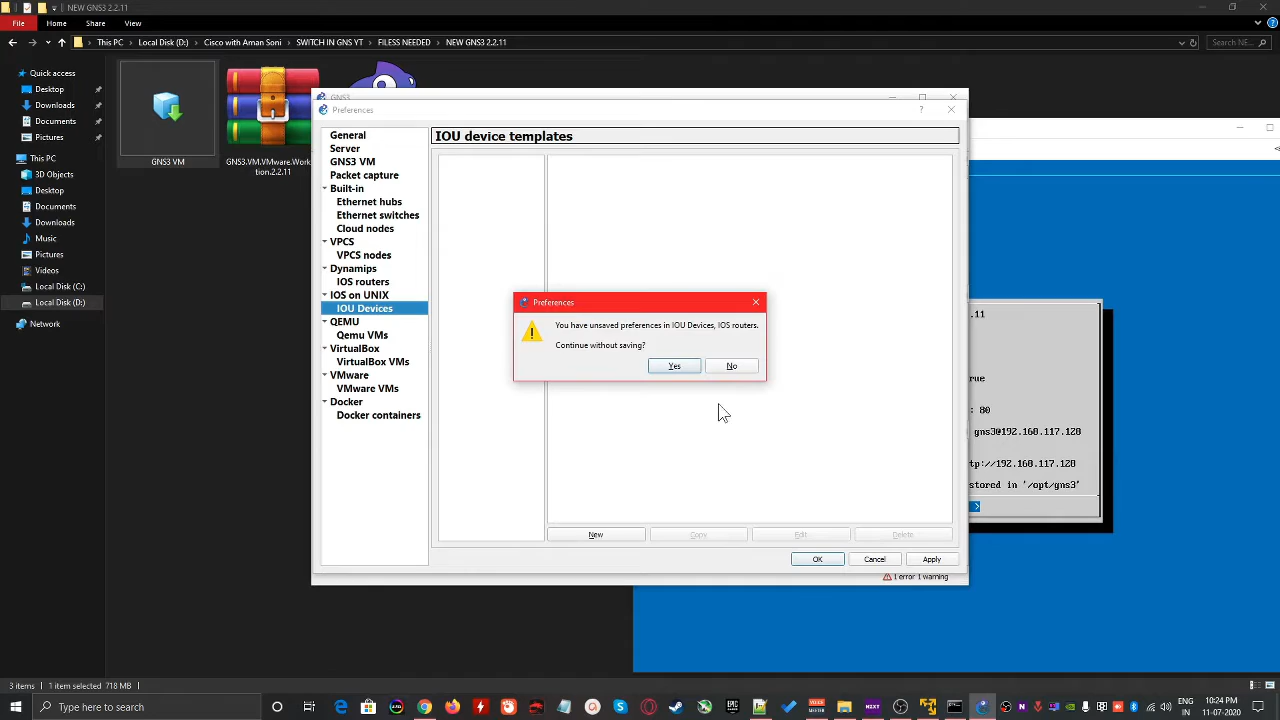 NEW GNS3 2.2.11
File Home Share View
This PC Local Disk (D:) Cisco with Aman Soni SWITCH IN GNS YT FILESS NEEDED NEW GNS3 2.2.11
Search NE...
Quick access
Desktop
Downloads
Documents
Pictures
This PC
3D Objects
Desktop
Documents
Downloads
Music
Pictures
Videos
Local Disk (C:)
Local Disk (D:)
Network
GNS3 VM
GNS3.VM.VMware.Work
tion.2.2.11
GNS3
Preferences
?
General
Server
GNS3 VM
Packet capture
Built-in
Ethernet hubs
Ethernet switches
Cloud nodes
VPCS
VPCS nodes
Dynamips
IOS routers
IOS on UNIX
IOU Devices
QEMU
Qemu VMs
VirtualBox
VirtualBox VMs
VMware
VMware VMs
Docker
Docker containers
IOU device templates
Preferences
You have unsaved preferences in IOU Devices, IOS routers.
Continue without saving?
Yes No
New Copy Edit Delete
OK Cancel Apply
1 error 1 warning
.11
rue
: 80
gns3@192.168.117.128
tp://192.168.117.128
stored in '/opt/gns3'
>
3 items 1 item selected 718 MB
Type here to search
10:24 PM
IN 11-07-2020